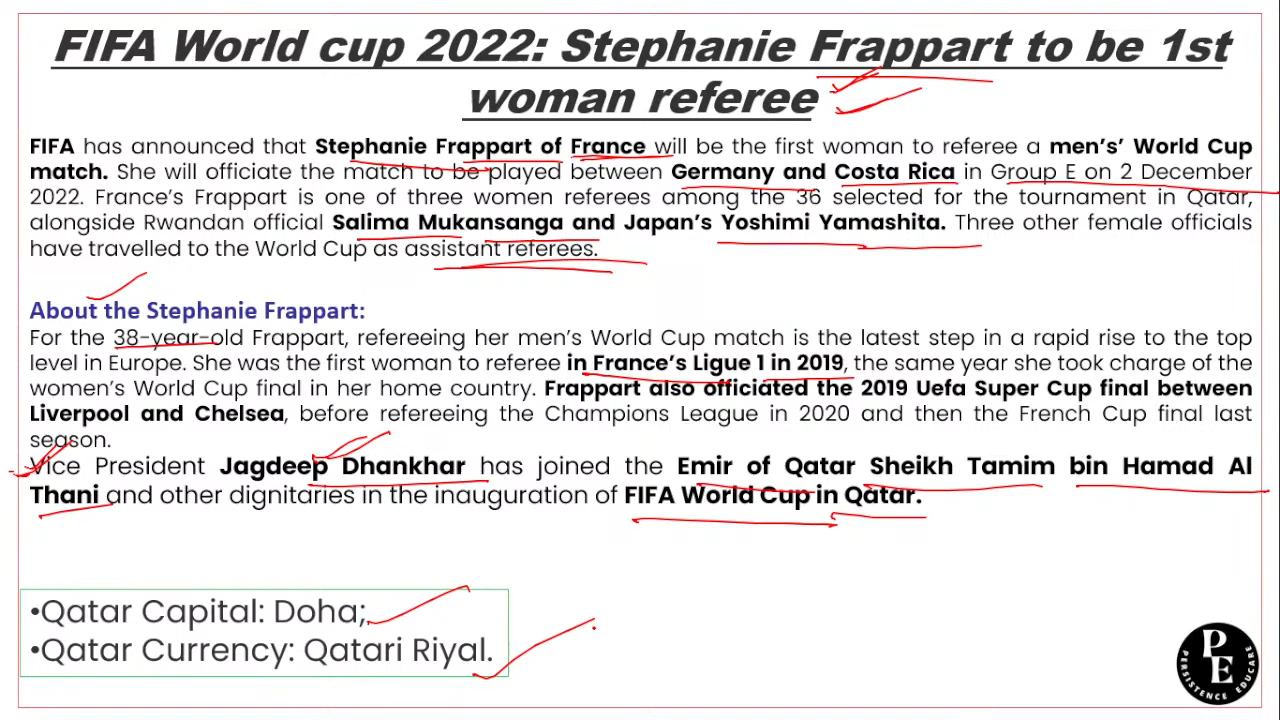 FIFA World cup 2022: Stephanie Frappart to be 1st
woman referee
FIFA has announced that Stephanie Frappart of France will be the first woman to referee a men's' World Cup
match. She will officiate the match to be played between Germany and Costa Rica in Group E on 2 December
2022. France's Frappart is one of three women referees among the 36 selected for the tournament in Qatar,
alongside Rwandan official Salima Mukansanga and Japan's Yoshimi Yamashita. Three other female officials
have travelled to the World Cup as assistant referees.
About the Stephanie Frappart:
For the 38-year-old Frappart, refereeing her men's World Cup match is the latest step in a rapid rise to the top
level in Europe. She was the first woman to referee in France's Ligue 1 in 2019, the same year she took charge of the
women's World Cup final in her home country. Frappart also officiated the 2019 Uefa Super Cup final between
Liverpool and Chelsea, before refereeing the Champions League in 2020 and then the French Cup final last
season.
Vice President Jagdeep Dhankhar has joined the Emir of Qatar Sheikh Tamim bin Hamad Al
Thani and other dignitaries in the inauguration of FIFA World Cup in Qatar.
•Qatar Capital: Doha;
•Qatar Currency: Qatari Riyal.
PE
PERSISTENCE EDUCARE